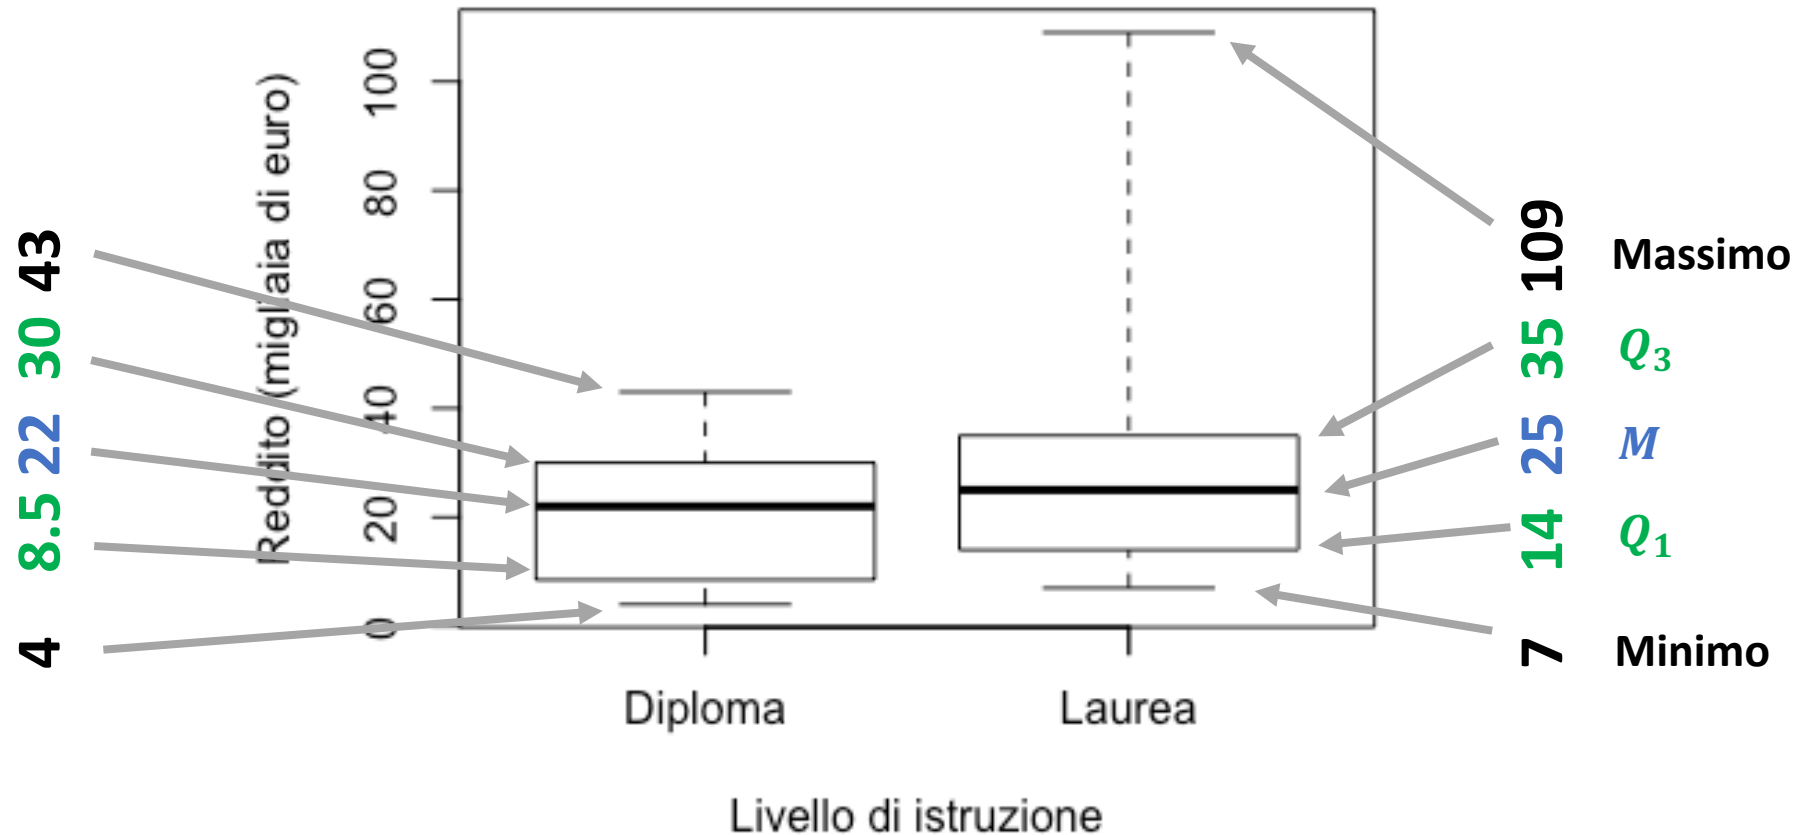 Reddito (migliaia di euro)
100
80
60
40
20
0
43
30
22
8.5
4
109 Massimo
35 Q3
25 M
14 Q1
7 Minimo
Diploma Laurea
Livello di istruzione